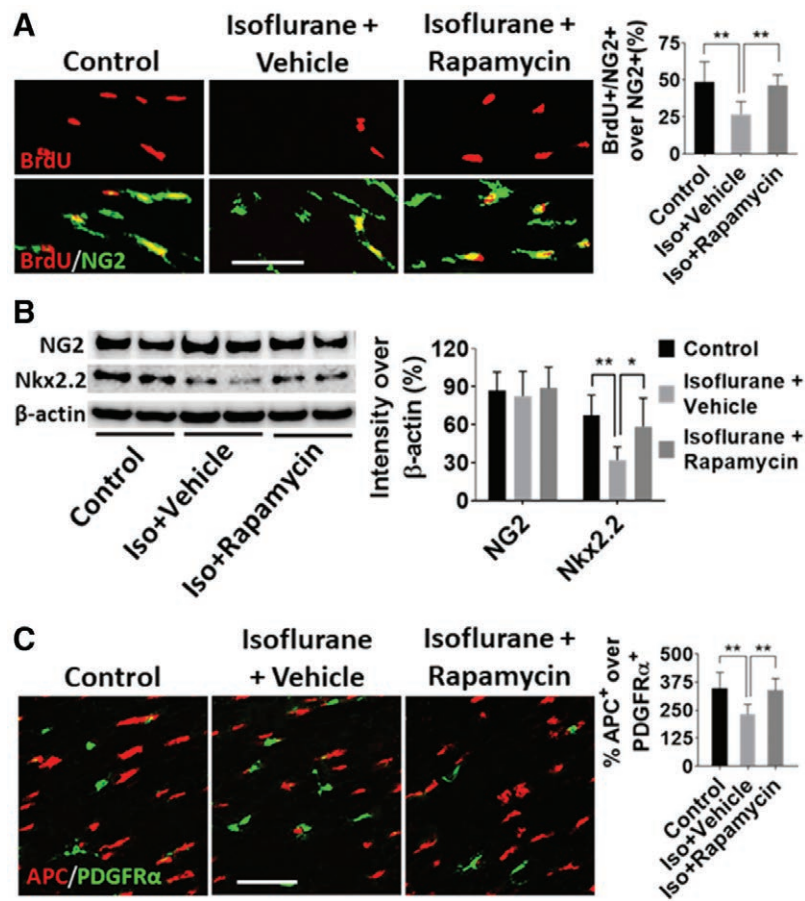 A
Control
Isoflurane +
Vehicle
Isoflurane +
Rapamycin
BrdU
BrdU/NG2
BrdU+/NG2+
over NG2+(%)
75
50
25
0
** **
Control
Iso+Vehicle
Iso+Rapamycin
B
NG2
Nkx2.2
β-actin
Control
Iso+Vehicle
Iso+Rapamycin
Intensity over
β-actin (%)
120
90
60
30
0
** *
NG2
Nkx2.2
Control
Isoflurane +
Vehicle
Isoflurane +
Rapamycin
C
Control
Isoflurane
+ Vehicle
Isoflurane +
Rapamycin
APC/PDGFRα
% APC+ over
PDGFRα+
500
375
250
125
0
** **
Control
Iso+Vehicle
Iso+Rapamycin